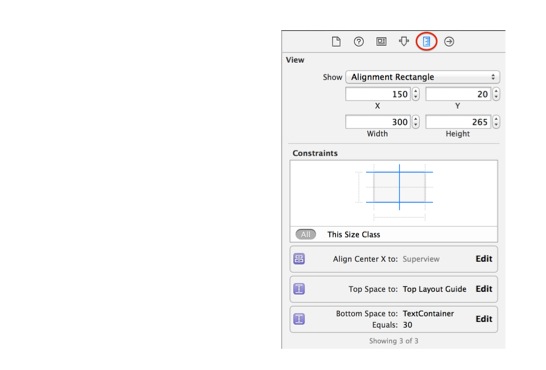 View
Show Alignment Rectangle
150 20
X Y
300 265
Width Height
Constraints
All This Size Class
Align Center X to: Superview Edit
Top Space to: Top Layout Guide Edit
Bottom Space to: TextContainer
Equals: 30 Edit
Showing 3 of 3